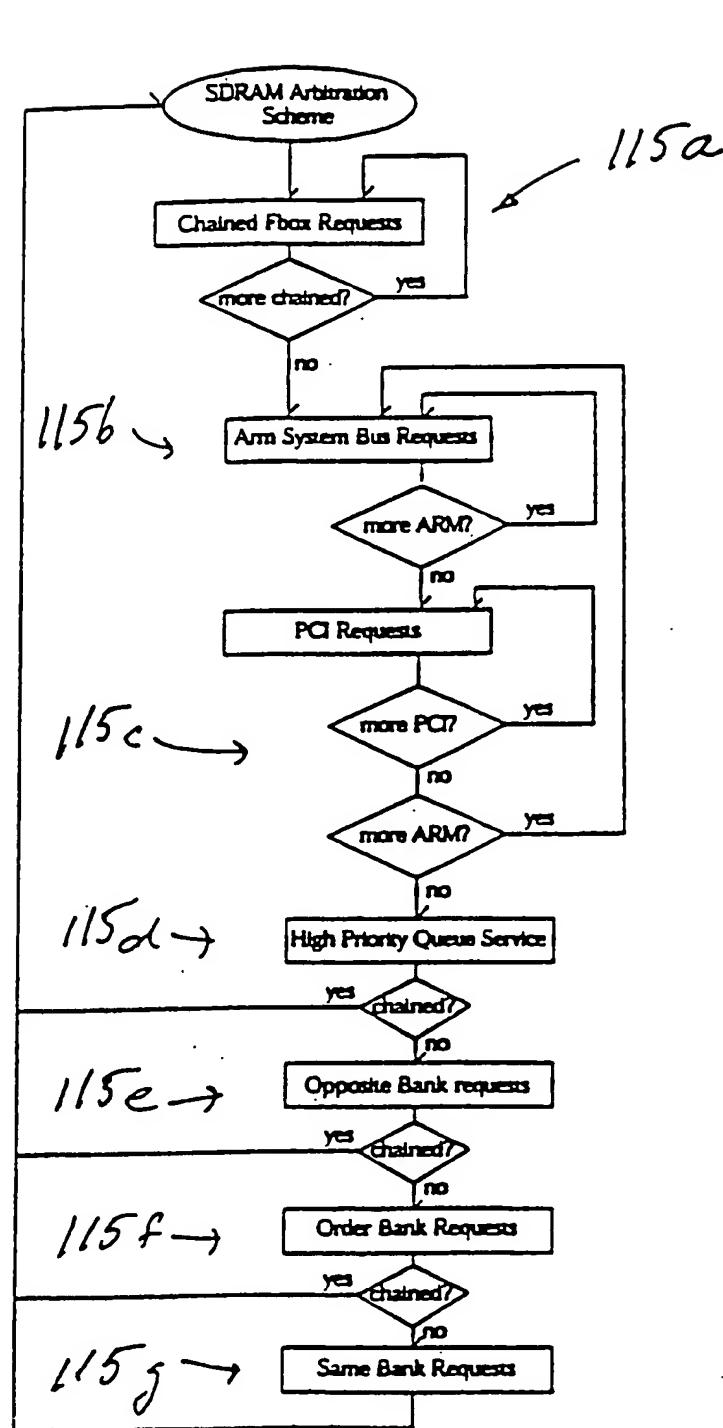 SDRAM Arbitration
Scheme
115a
Chained Fbox Requests
more chained?
yes
no
115b
Arm System Bus Requests
more ARM?
yes
no
PCI Requests
115c
more PCI?
yes
no
more ARM?
yes
no
115d
High Priority Queue Service
yes
chained?
no
115e
Opposite Bank requests
yes
chained?
no
115f
Order Bank Requests
yes
chained?
no
115g
Same Bank Requests